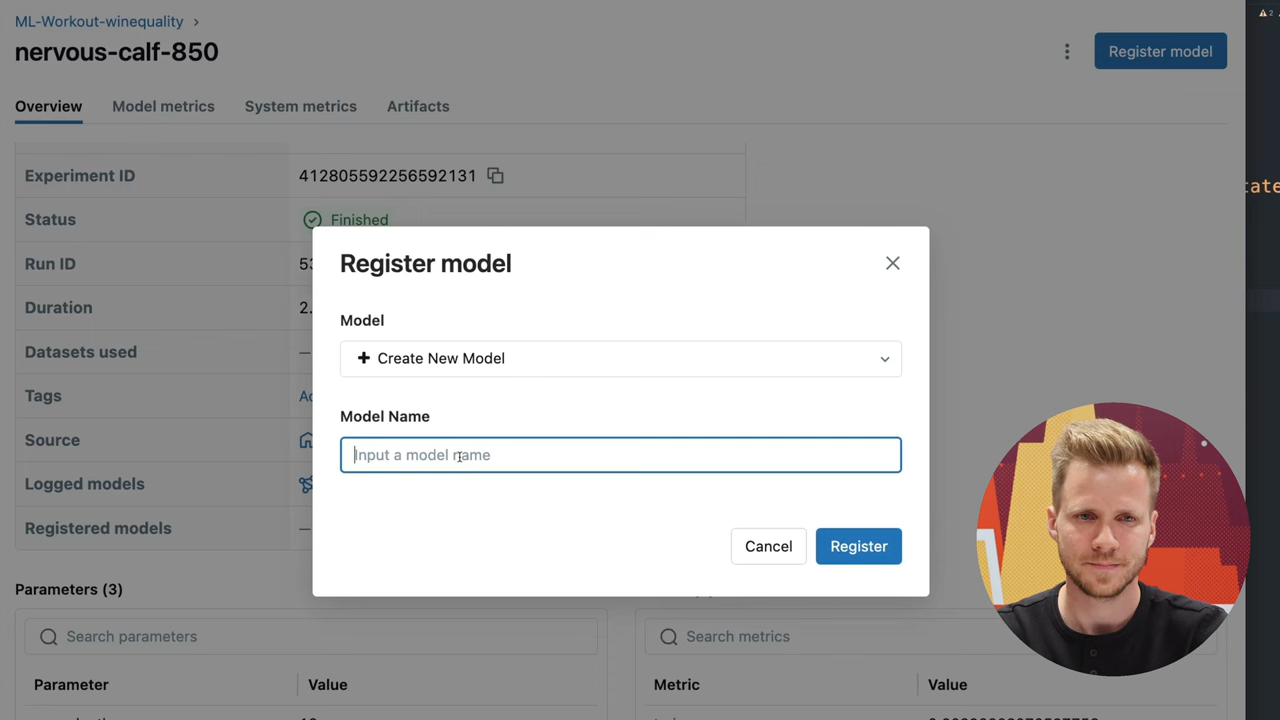 ML-Workout-winequality
2
nervous-calf-850
Register model
Overview
Model metrics
System metrics
Artifacts
Experiment ID
412805592256592131
Status
Finished
Run ID
Duration
2.
Datasets used
—
Tags
Source
Logged models
Registered models
—
Register model
Model
Create New Model
Model Name
Input a model name
Cancel
Register
Parameters (3)
Search parameters
Search metrics
Parameter
Value
Metric
Value